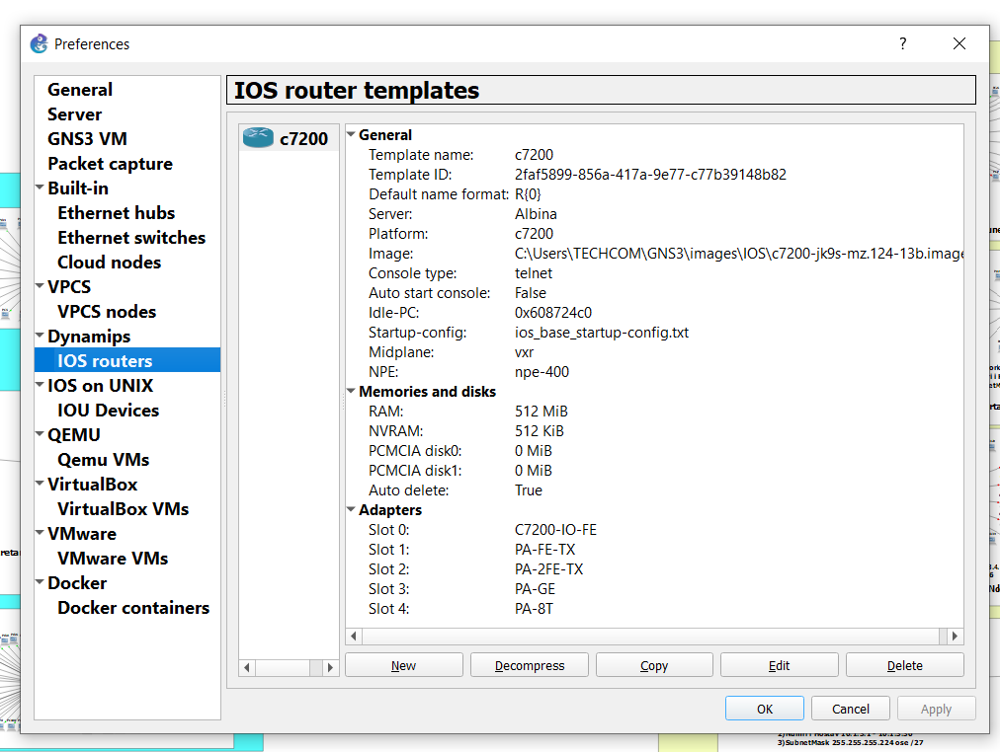 Preferences
?
General
Server
GNS3 VM
Packet capture
Built-in
Ethernet hubs
Ethernet switches
Cloud nodes
VPCS
VPCS nodes
Dynamips
IOS routers
IOS on UNIX
IOU Devices
QEMU
Qemu VMs
VirtualBox
VirtualBox VMs
VMware
VMware VMs
Docker
Docker containers
IOS router templates
c7200
General
Template name: c7200
Template ID: 2faf5899-856a-417a-9e77-c77b39148b82
Default name format: R{0}
Server: Albina
Platform: c7200
Image: C:\Users\TECHCOM\GNS3\images\IOS\c7200-jk9s-mz.124-13b.image
Console type: telnet
Auto start console: False
Idle-PC: 0x608724c0
Startup-config: ios_base_startup-config.txt
Midplane: vxr
NPE: npe-400
Memories and disks
RAM: 512 MiB
NVRAM: 512 KiB
PCMCIA disk0: 0 MiB
PCMCIA disk1: 0 MiB
Auto delete: True
Adapters
Slot 0: C7200-IO-FE
Slot 1: PA-FE-TX
Slot 2: PA-2FE-TX
Slot 3: PA-GE
Slot 4: PA-8T
New Decompress Copy Edit Delete
OK Cancel Apply
3)SubnetMask 255.255.255.224 ose /27